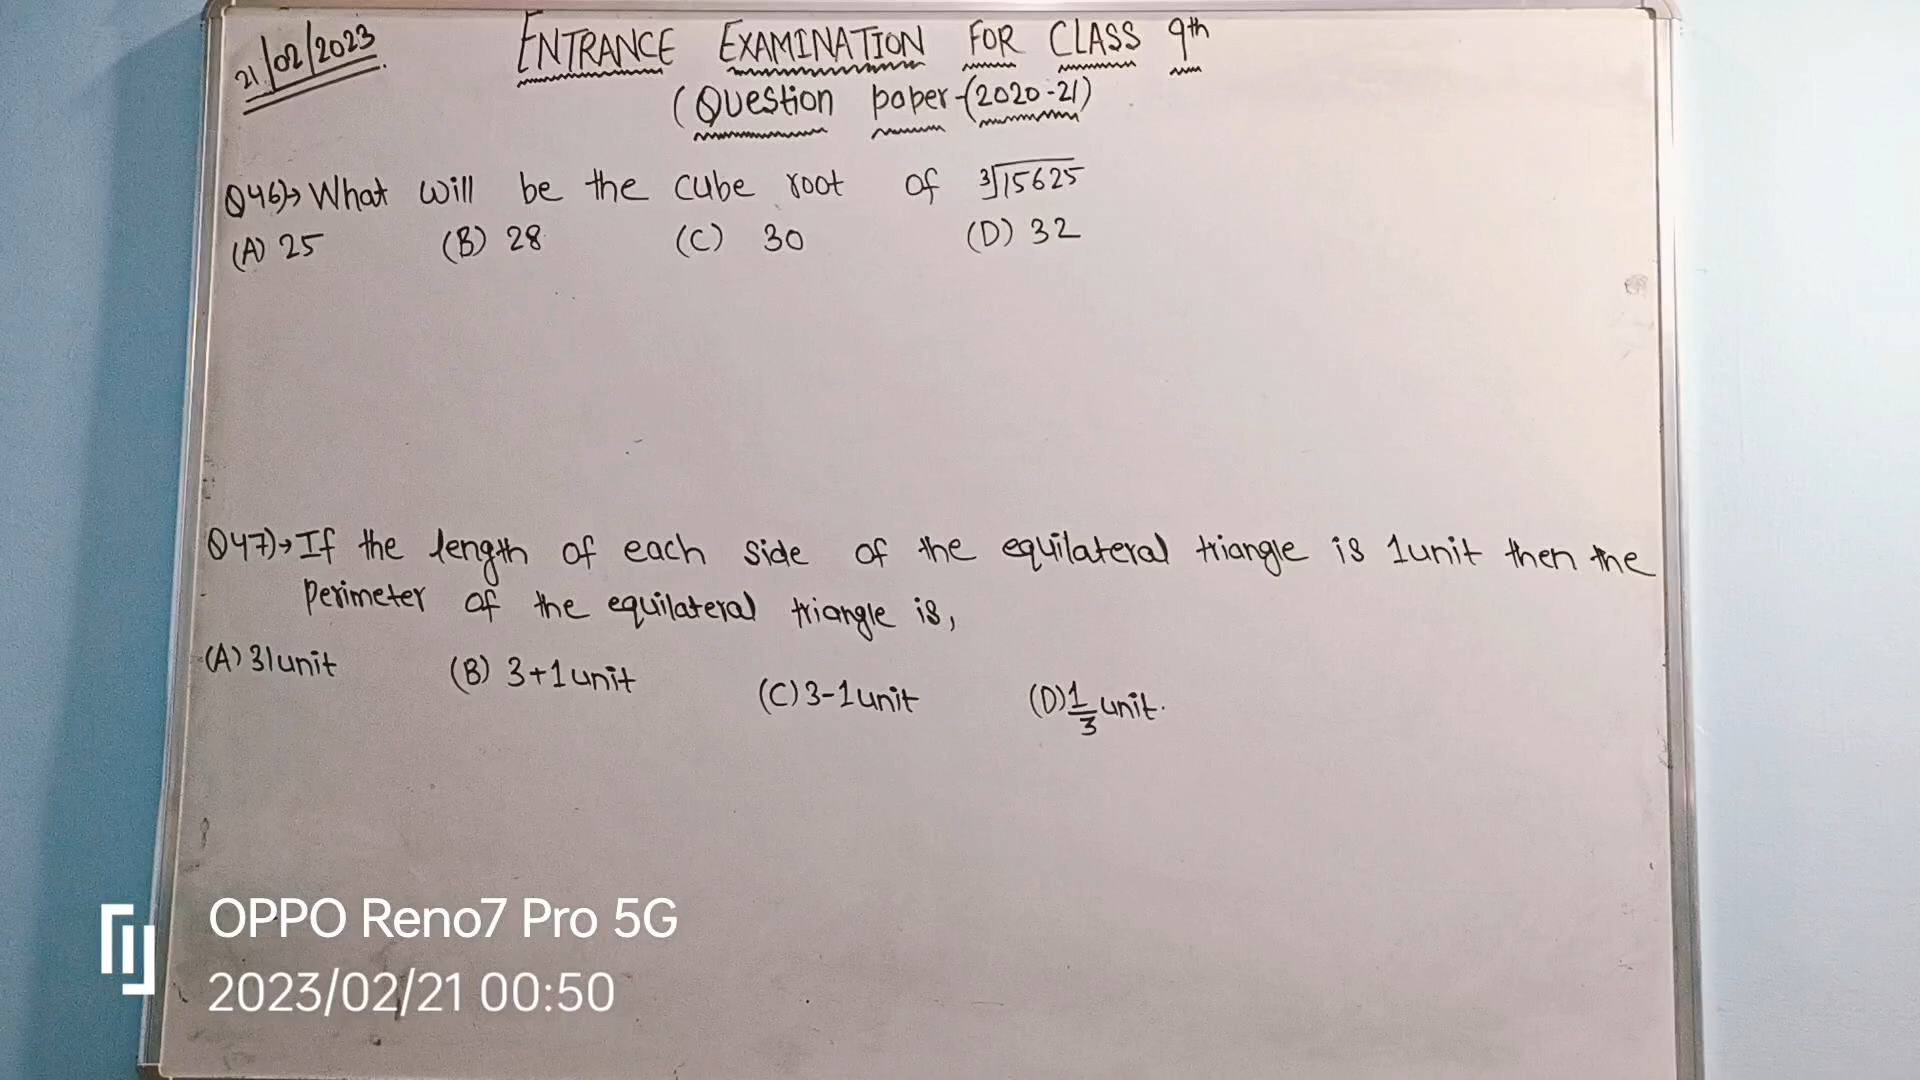 21/02/2023
ENTRANCE EXAMINATION FOR CLASS 9th
(Question paper-(2020-21)
Q46)→ What will be the cube root of ∛15625
(A) 25 (B) 28 (C) 30 (D) 32
Q47)→ If the length of each side of the equilateral triangle is 1unit then the
perimeter of the equilateral triangle is,
(A) 31unit (B) 3+1unit (C) 3-1unit (D) 1/3 unit.
OPPO Reno7 Pro 5G
2023/02/21 00:50